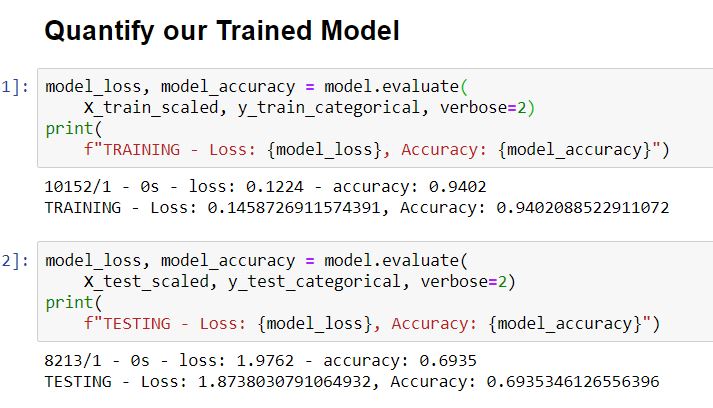 Quantify our Trained Model
1]: model_loss, model_accuracy = model.evaluate(
X_train_scaled, y_train_categorical, verbose=2)
print(
f"TRAINING - Loss: {model_loss}, Accuracy: {model_accuracy}")
10152/1 - 0s - loss: 0.1224 - accuracy: 0.9402
TRAINING - Loss: 0.1458726911574391, Accuracy: 0.9402088522911072
2]: model_loss, model_accuracy = model.evaluate(
X_test_scaled, y_test_categorical, verbose=2)
print(
f"TESTING - Loss: {model_loss}, Accuracy: {model_accuracy}")
8213/1 - 0s - loss: 1.9762 - accuracy: 0.6935
TESTING - Loss: 1.8738030791064932, Accuracy: 0.6935346126556396